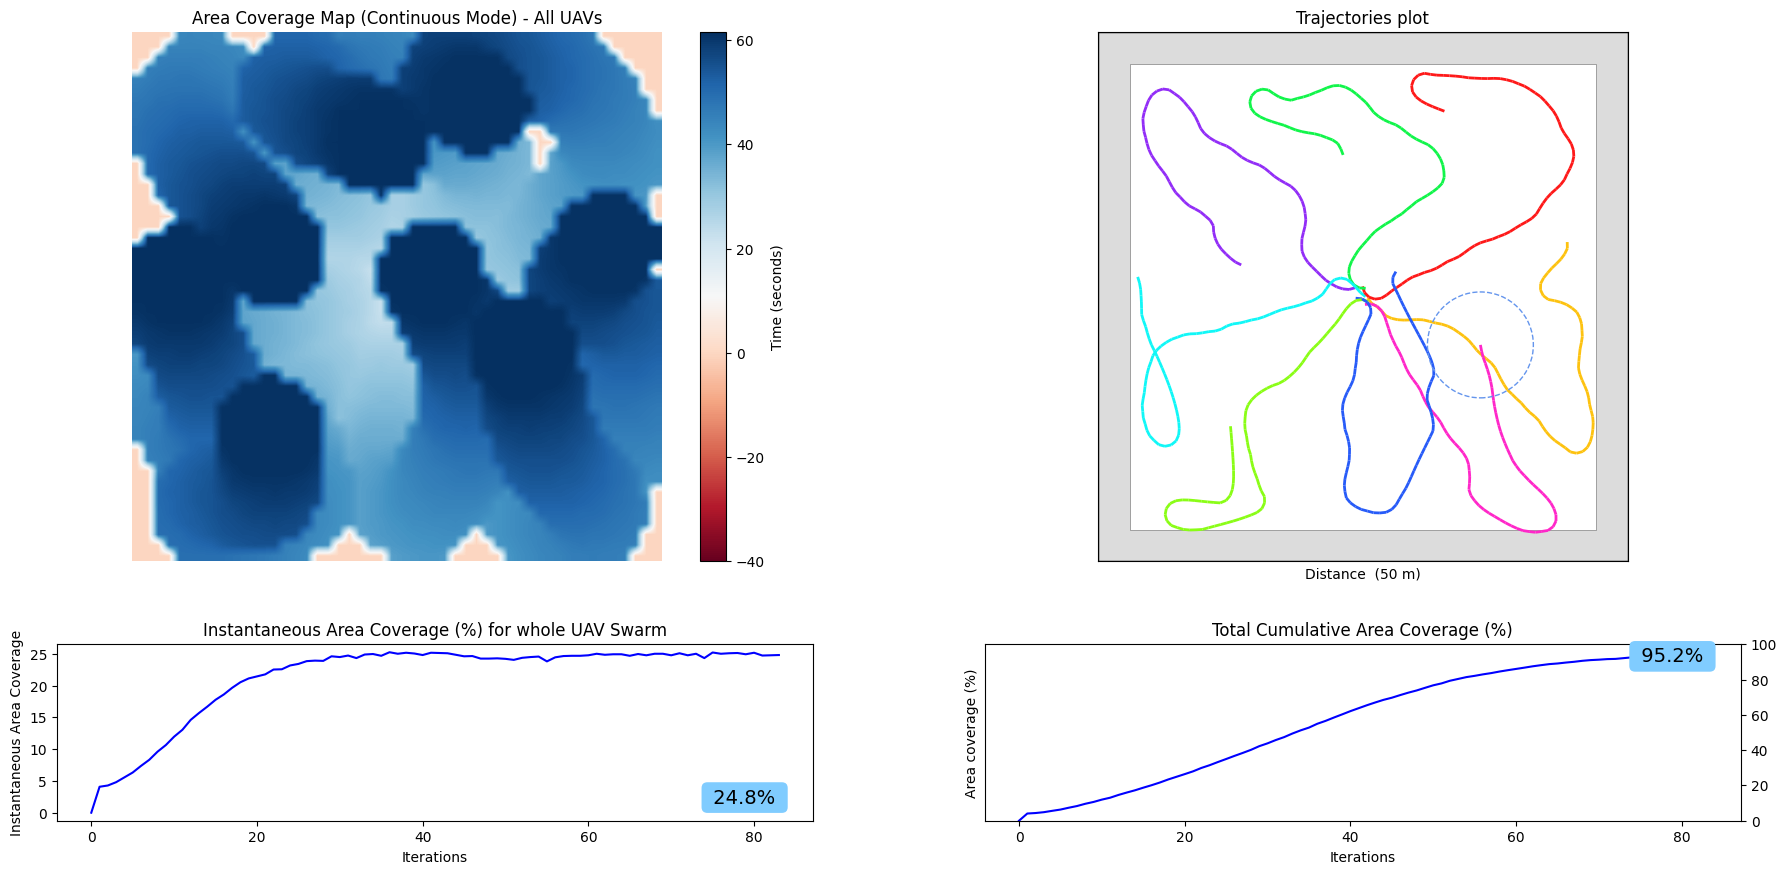 Area Coverage Map (Continuous Mode) - All UAVs
60
40
20
0
−20
−40
Time (seconds)
Trajectories plot
Distance  (50 m)
Instantaneous Area Coverage (%) for whole UAV Swarm
Instantaneous Area Coverage
25
20
15
10
5
0
24.8%
0 20 40 60 80
Iterations
Total Cumulative Area Coverage (%)
Area coverage (%)
95.2%
100
80
60
40
20
0
0 20 40 60 80
Iterations